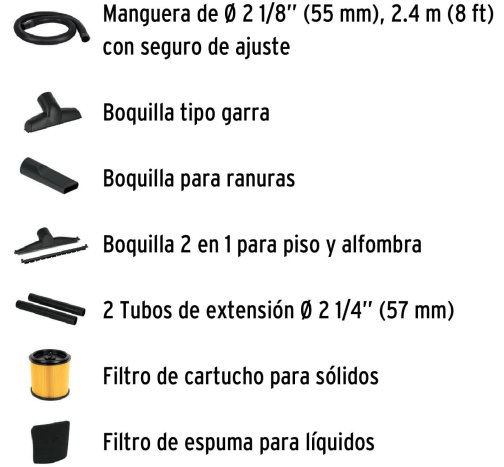 Manguera de Ø 2 1/8'' (55 mm), 2.4 m (8 ft)
con seguro de ajuste
Boquilla tipo garra
Boquilla para ranuras
Boquilla 2 en 1 para piso y alfombra
2 Tubos de extensión Ø 2 1/4'' (57 mm)
Filtro de cartucho para sólidos
Filtro de espuma para líquidos